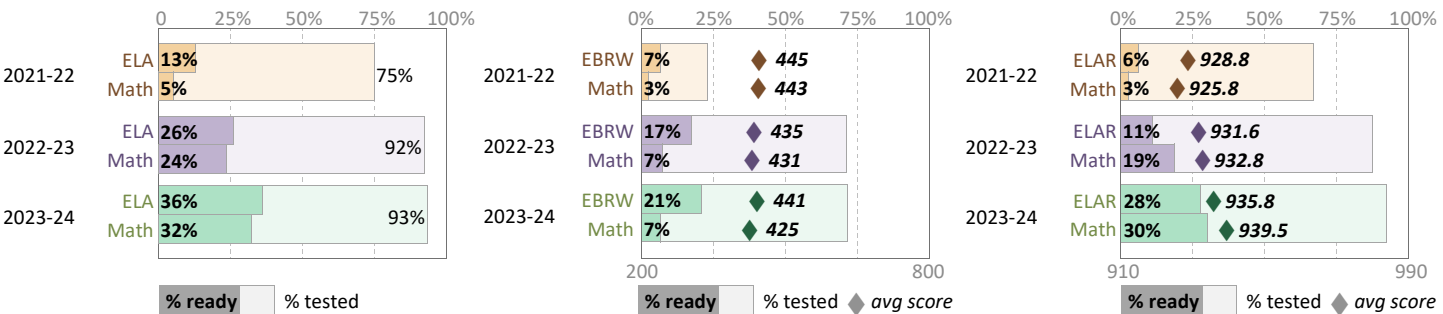 0 25% 50% 75% 100%
2021-22
ELA 13%
Math 5%
75%
2022-23
ELA 26%
Math 24%
92%
2023-24
ELA 36%
Math 32%
93%
% ready % tested
0% 25% 50% 75% 100%
2021-22
EBRW 7% 445
Math 3% 443
2022-23
EBRW 17% 435
Math 7% 431
2023-24
EBRW 21% 441
Math 7% 425
200 800
% ready % tested avg score
0% 25% 50% 75% 100%
2021-22
ELAR 6% 928.8
Math 3% 925.8
2022-23
ELAR 11% 931.6
Math 19% 932.8
2023-24
ELAR 28% 935.8
Math 30% 939.5
910 990
% ready % tested avg score